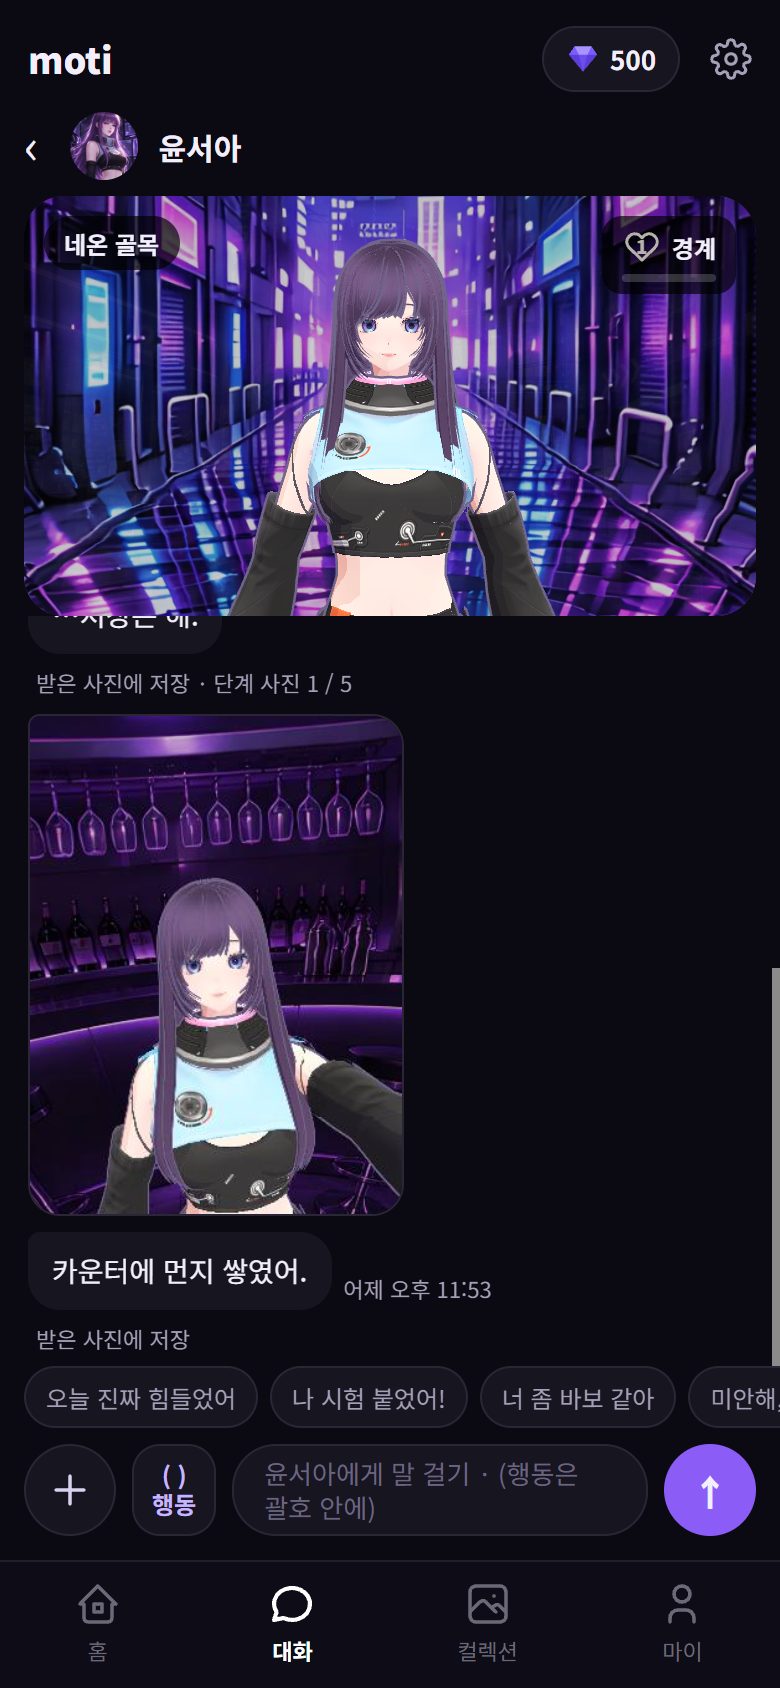 moti
500
윤서아
네온 골목
1 경계
받은 사진에 저장 · 단계 사진 1 / 5
카운터에 먼지 쌓였어.
어제 오후 11:53
받은 사진에 저장
오늘 진짜 힘들었어
나 시험 붙었어!
너 좀 바보 같아
미안해,
( )
행동
윤서아에게 말 걸기 · (행동은
괄호 안에)
홈
대화
컬렉션
마이